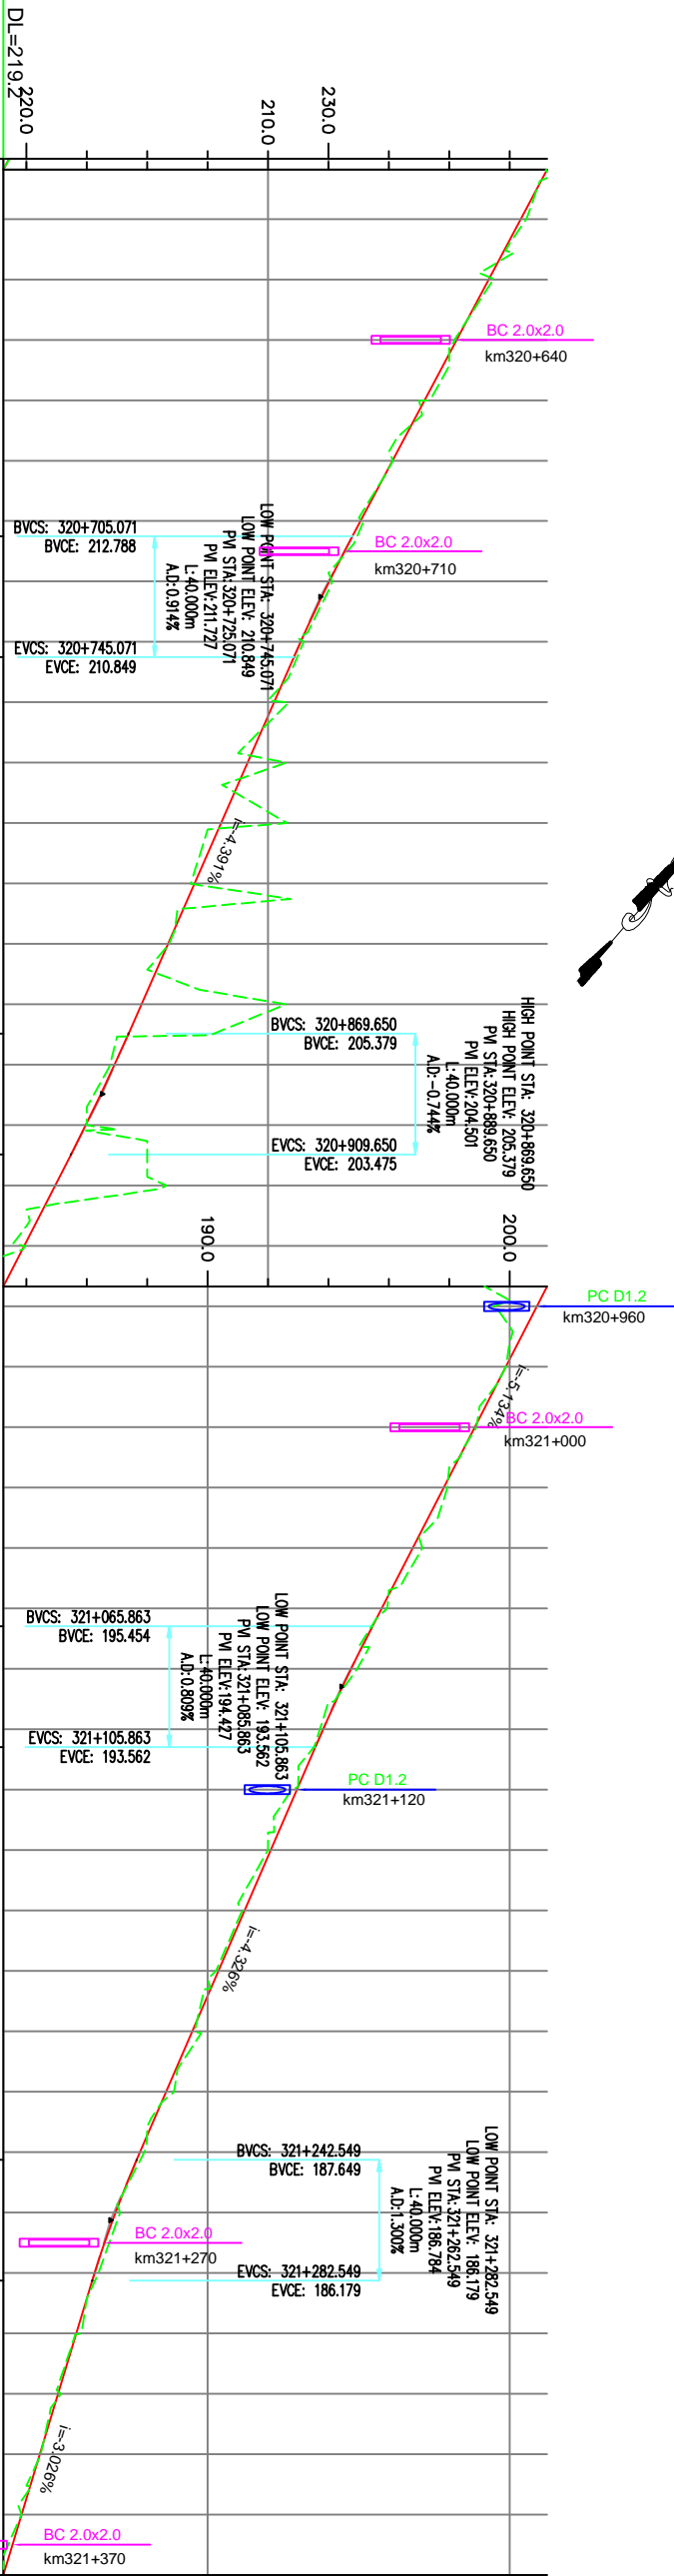 DL=219.2
220.0
210.0
230.0
BC 2.0x2.0
km320+640
BVCS: 320+705.071
BVCE: 212.788
EVCS: 320+745.071
EVCE: 210.849
LOW POINT STA: 320+745.071
LOW POINT ELEV: 210.849
PVI STA:320+725.071
PVI ELEV:211.727
L:40.000m
A.D:0.914%
BC 2.0x2.0
km320+710
i=-4.391%
BVCS: 320+869.650
BVCE: 205.379
EVCS: 320+909.650
EVCE: 203.475
HIGH POINT STA: 320+869.650
HIGH POINT ELEV: 205.379
PVI STA:320+889.650
PVI ELEV:204.501
L:40.000m
A.D:-0.744%
190.0
200.0
PC D1.2
km320+960
i=-5.134%
BC 2.0x2.0
km321+000
BVCS: 321+065.863
BVCE: 195.454
EVCS: 321+105.863
EVCE: 193.562
LOW POINT STA: 321+105.863
LOW POINT ELEV: 193.562
PVI STA:321+085.863
PVI ELEV:194.427
L:40.000m
A.D:0.809%
PC D1.2
km321+120
i=-4.326%
BVCS: 321+242.549
BVCE: 187.649
EVCS: 321+282.549
EVCE: 186.179
LOW POINT STA: 321+282.549
LOW POINT ELEV: 186.179
PVI STA:321+262.549
PVI ELEV:186.784
L:40.000m
A.D:1.300%
BC 2.0x2.0
km321+270
i=-3.026%
BC 2.0x2.0
km321+370